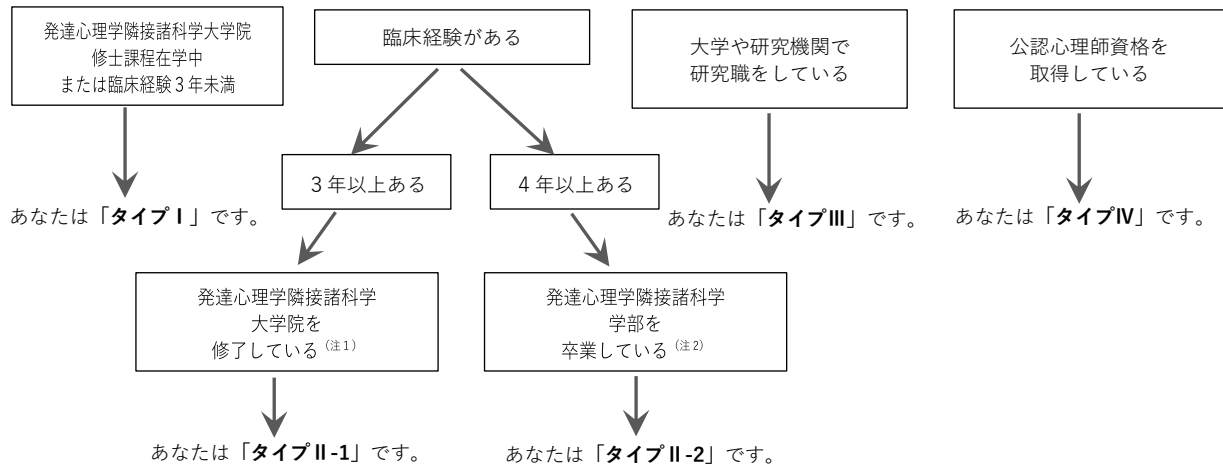 発達心理学隣接諸科学大学院
修士課程在学中
または臨床経験３年未満
臨床経験がある
大学や研究機関で
研究職をしている
公認心理師資格を
取得している
３年以上ある
４年以上ある
あなたは「タイプⅠ」です。
あなたは「タイプⅢ」です。
あなたは「タイプⅣ」です。
発達心理学隣接諸科学
大学院を
修了している（注１）
発達心理学隣接諸科学
学部を
卒業している（注２）
あなたは「タイプⅡ-1」です。
あなたは「タイプⅡ-2」です。